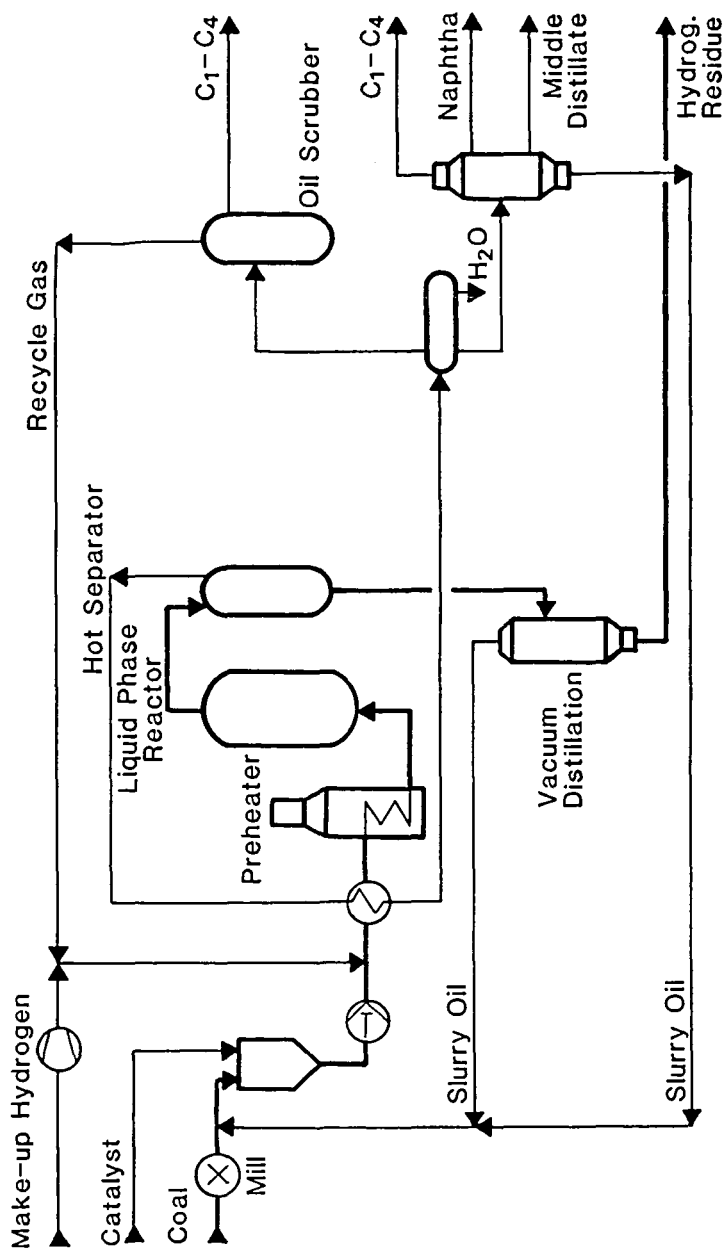 Make-up Hydrogen
Catalyst
Coal
Mill
Recycle Gas
Hot Separator
Liquid Phase
Reactor
Preheater
Oil Scrubber
C₁-C₄
C₁-C₄
Naphtha
Middle
Distillate
H₂O
Vacuum
Distillation
Slurry Oil
Slurry Oil
Hydrog.
Residue